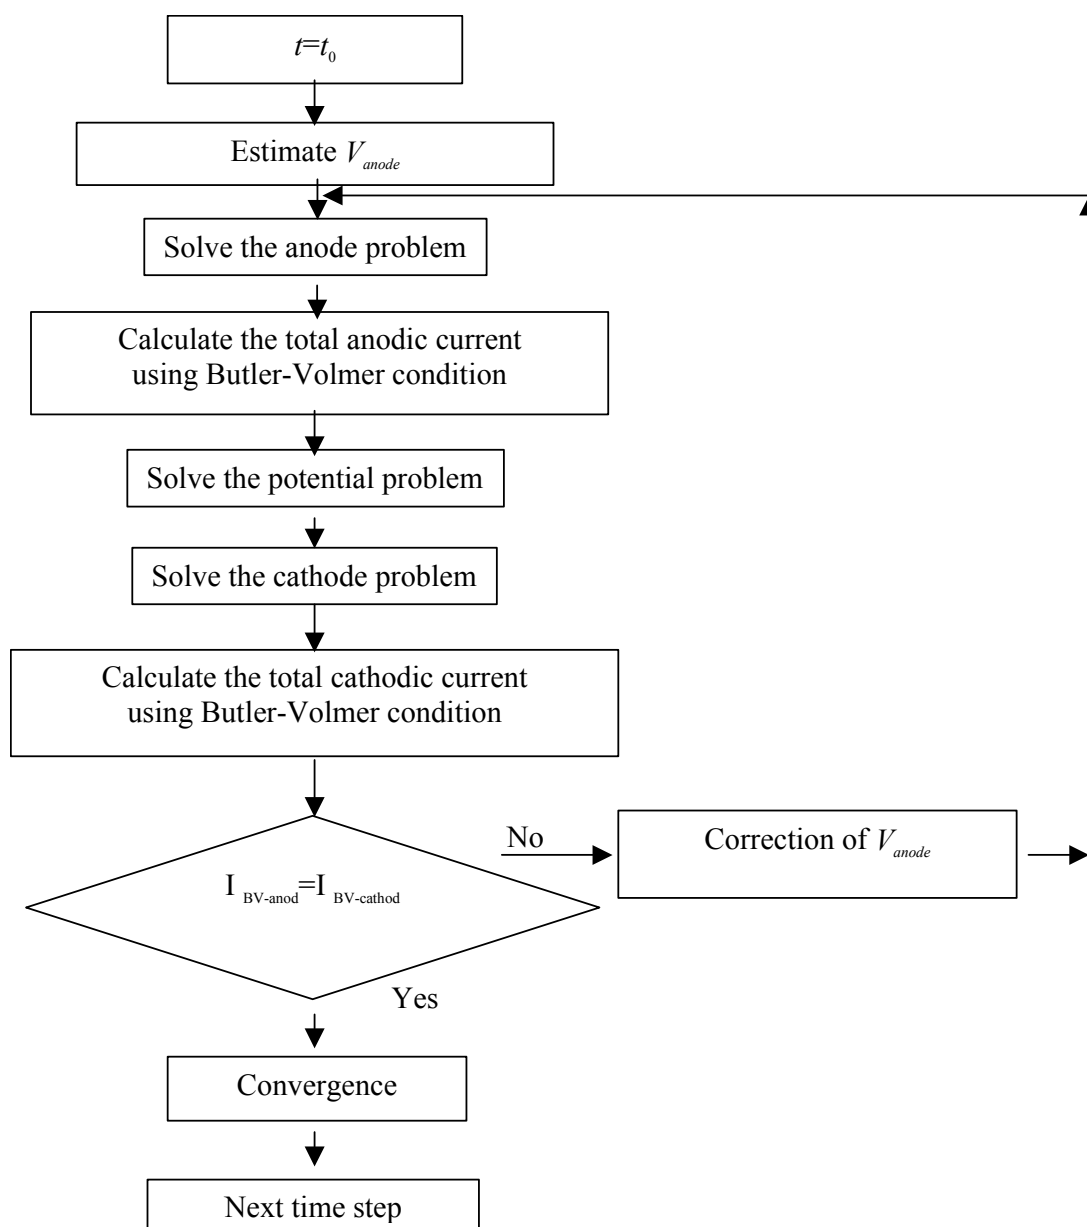 t=t₀
Estimate V anode
Solve the anode problem
Calculate the total anodic current
using Butler-Volmer condition
Solve the potential problem
Solve the cathode problem
Calculate the total cathodic current
using Butler-Volmer condition
No
Correction of V anode
I BV-anod=I BV-cathod
Yes
Convergence
Next time step